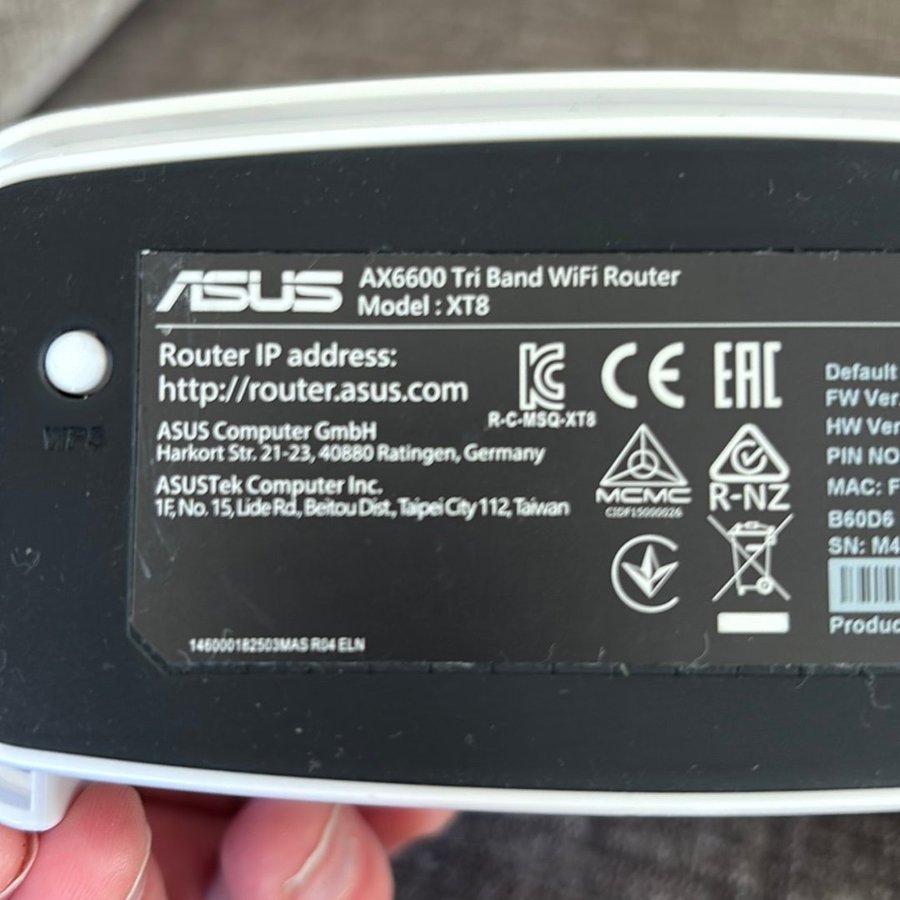 ASUS
AX6600 Tri Band WiFi Router
Model : XT8
Router IP address:
http://router.asus.com
ASUS Computer GmbH
Harkort Str. 21-23, 40880 Ratingen, Germany
ASUSTek Computer Inc.
1F, No. 15, Lide Rd., Beitou Dist., Taipei City 112, Taiwan
146000182503MAS R04 ELN
R-C-MSQ-XT8
CE
EAC
MCMC
CIDF15000026
R-NZ
WPS
Default
FW Ver.
HW Ver
PIN NO
MAC: F
B60D6
SN: M4
Produc